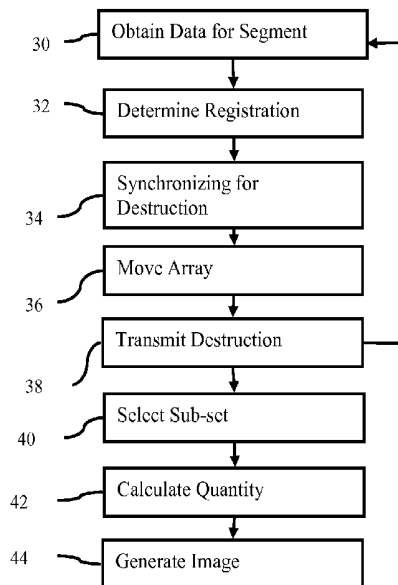 30 Obtain Data for Segment
32 Determine Registration
Synchronizing for
34 Destruction
Move Array
36
Transmit Destruction
38
Select Sub-set
40
Calculate Quantity
42
44 Generate Image